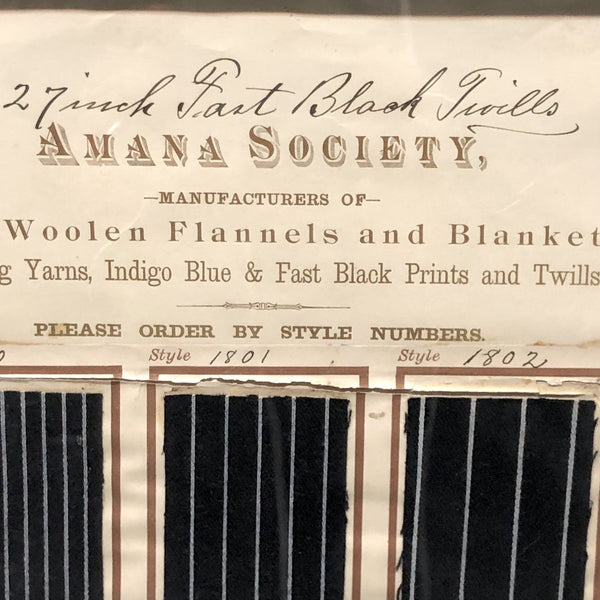 27 inch Fast Black Twills
AMANA SOCIETY,
—MANUFACTURERS OF—
Woolen Flannels and Blanket
g Yarns, Indigo Blue & Fast Black Prints and Twills
PLEASE ORDER BY STYLE NUMBERS.
0 Style 1801 Style 1802